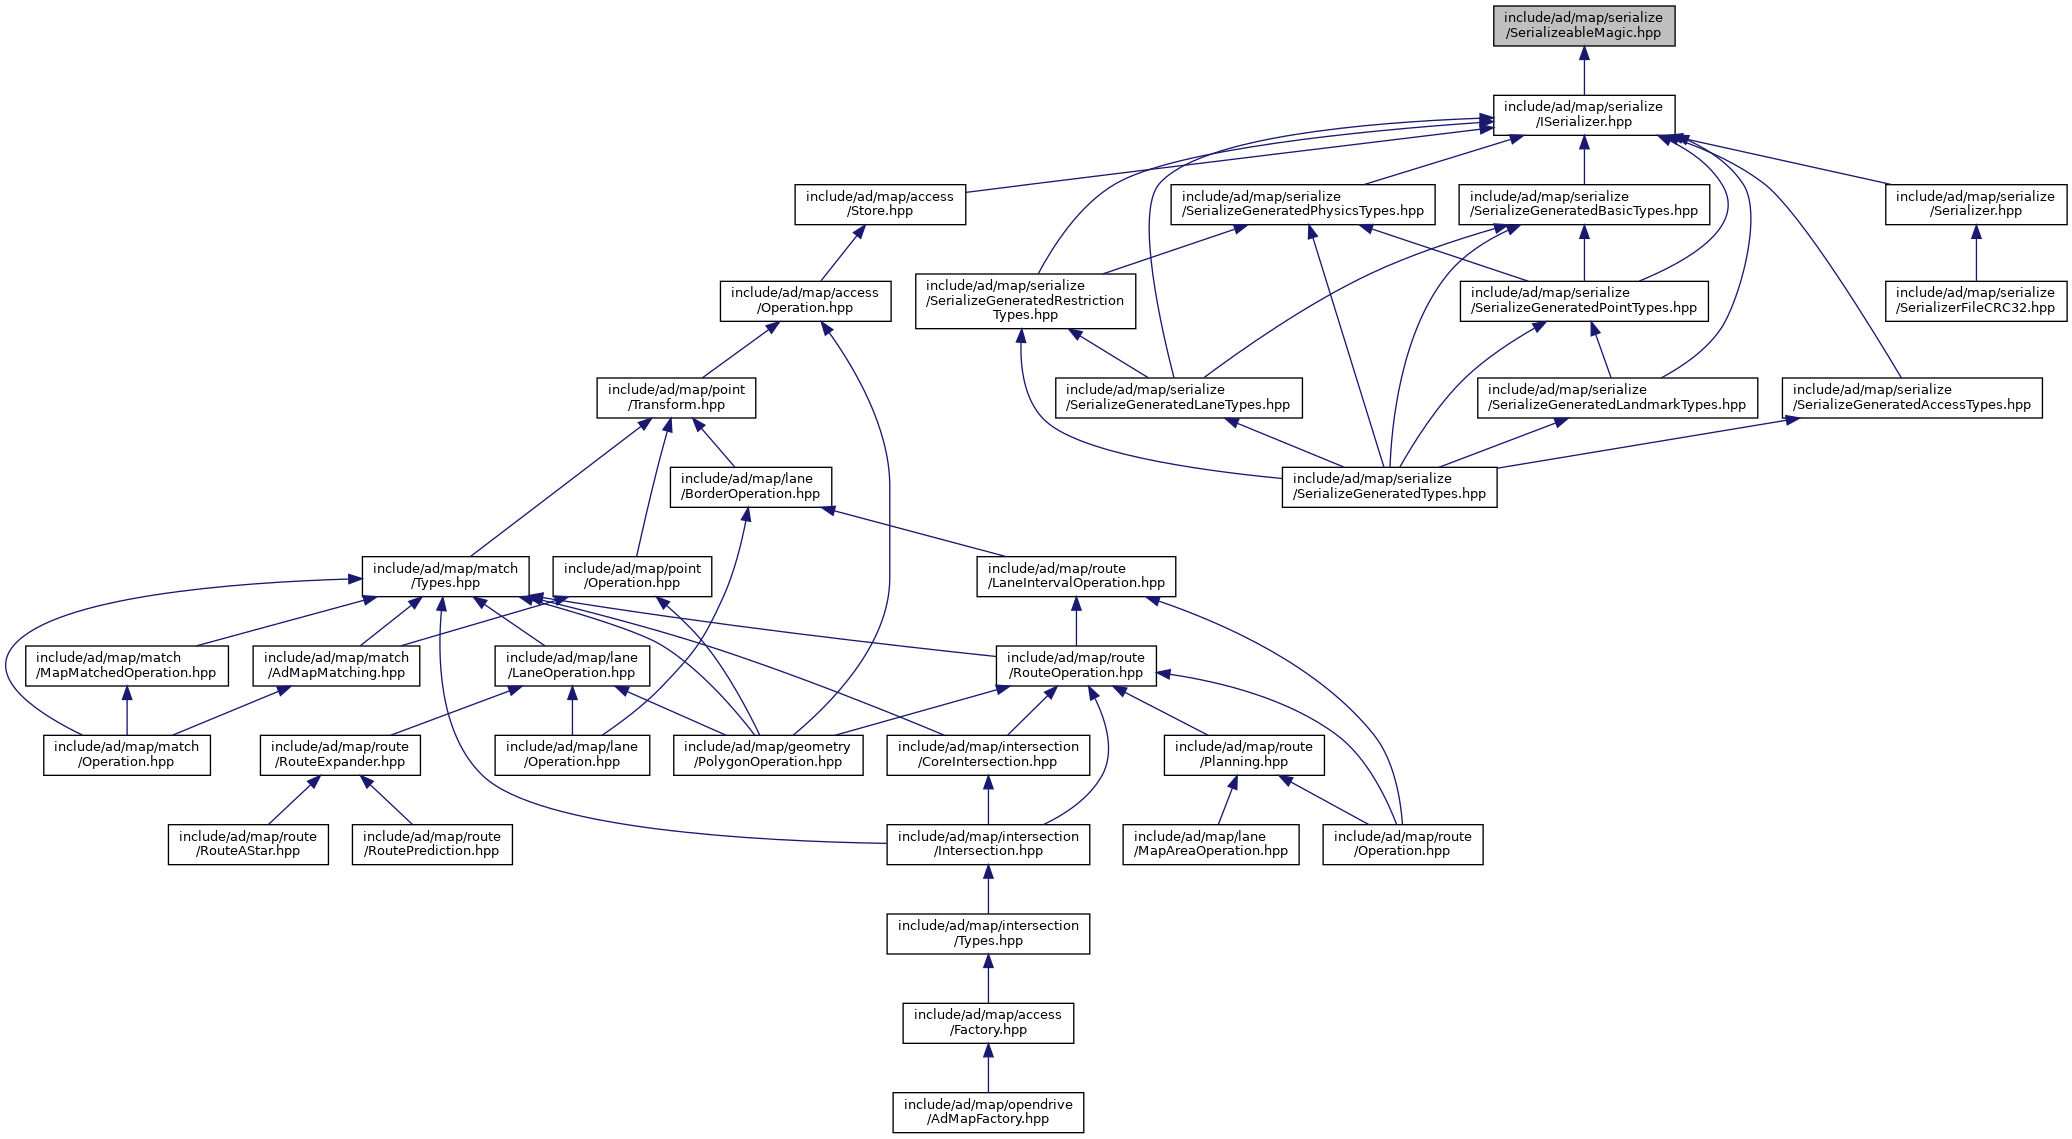 include/ad/map/serialize
/SerializeableMagic.hpp
include/ad/map/serialize
/ISerializer.hpp
include/ad/map/access
/Store.hpp
include/ad/map/serialize
/SerializeGeneratedPhysicsTypes.hpp
include/ad/map/serialize
/SerializeGeneratedBasicTypes.hpp
include/ad/map/serialize
/Serializer.hpp
include/ad/map/access
/Operation.hpp
include/ad/map/serialize
/SerializeGeneratedRestriction
Types.hpp
include/ad/map/serialize
/SerializeGeneratedPointTypes.hpp
include/ad/map/serialize
/SerializerFileCRC32.hpp
include/ad/map/point
/Transform.hpp
include/ad/map/serialize
/SerializeGeneratedLaneTypes.hpp
include/ad/map/serialize
/SerializeGeneratedLandmarkTypes.hpp
include/ad/map/serialize
/SerializeGeneratedAccessTypes.hpp
include/ad/map/lane
/BorderOperation.hpp
include/ad/map/serialize
/SerializeGeneratedTypes.hpp
include/ad/map/match
/Types.hpp
include/ad/map/point
/Operation.hpp
include/ad/map/route
/LaneIntervalOperation.hpp
include/ad/map/match
/MapMatchedOperation.hpp
include/ad/map/match
/AdMapMatching.hpp
include/ad/map/lane
/LaneOperation.hpp
include/ad/map/route
/RouteOperation.hpp
include/ad/map/match
/Operation.hpp
include/ad/map/route
/RouteExpander.hpp
include/ad/map/lane
/Operation.hpp
include/ad/map/geometry
/PolygonOperation.hpp
include/ad/map/intersection
/CoreIntersection.hpp
include/ad/map/route
/Planning.hpp
include/ad/map/route
/RouteAStar.hpp
include/ad/map/route
/RoutePrediction.hpp
include/ad/map/intersection
/Intersection.hpp
include/ad/map/lane
/MapAreaOperation.hpp
include/ad/map/route
/Operation.hpp
include/ad/map/intersection
/Types.hpp
include/ad/map/access
/Factory.hpp
include/ad/map/opendrive
/AdMapFactory.hpp